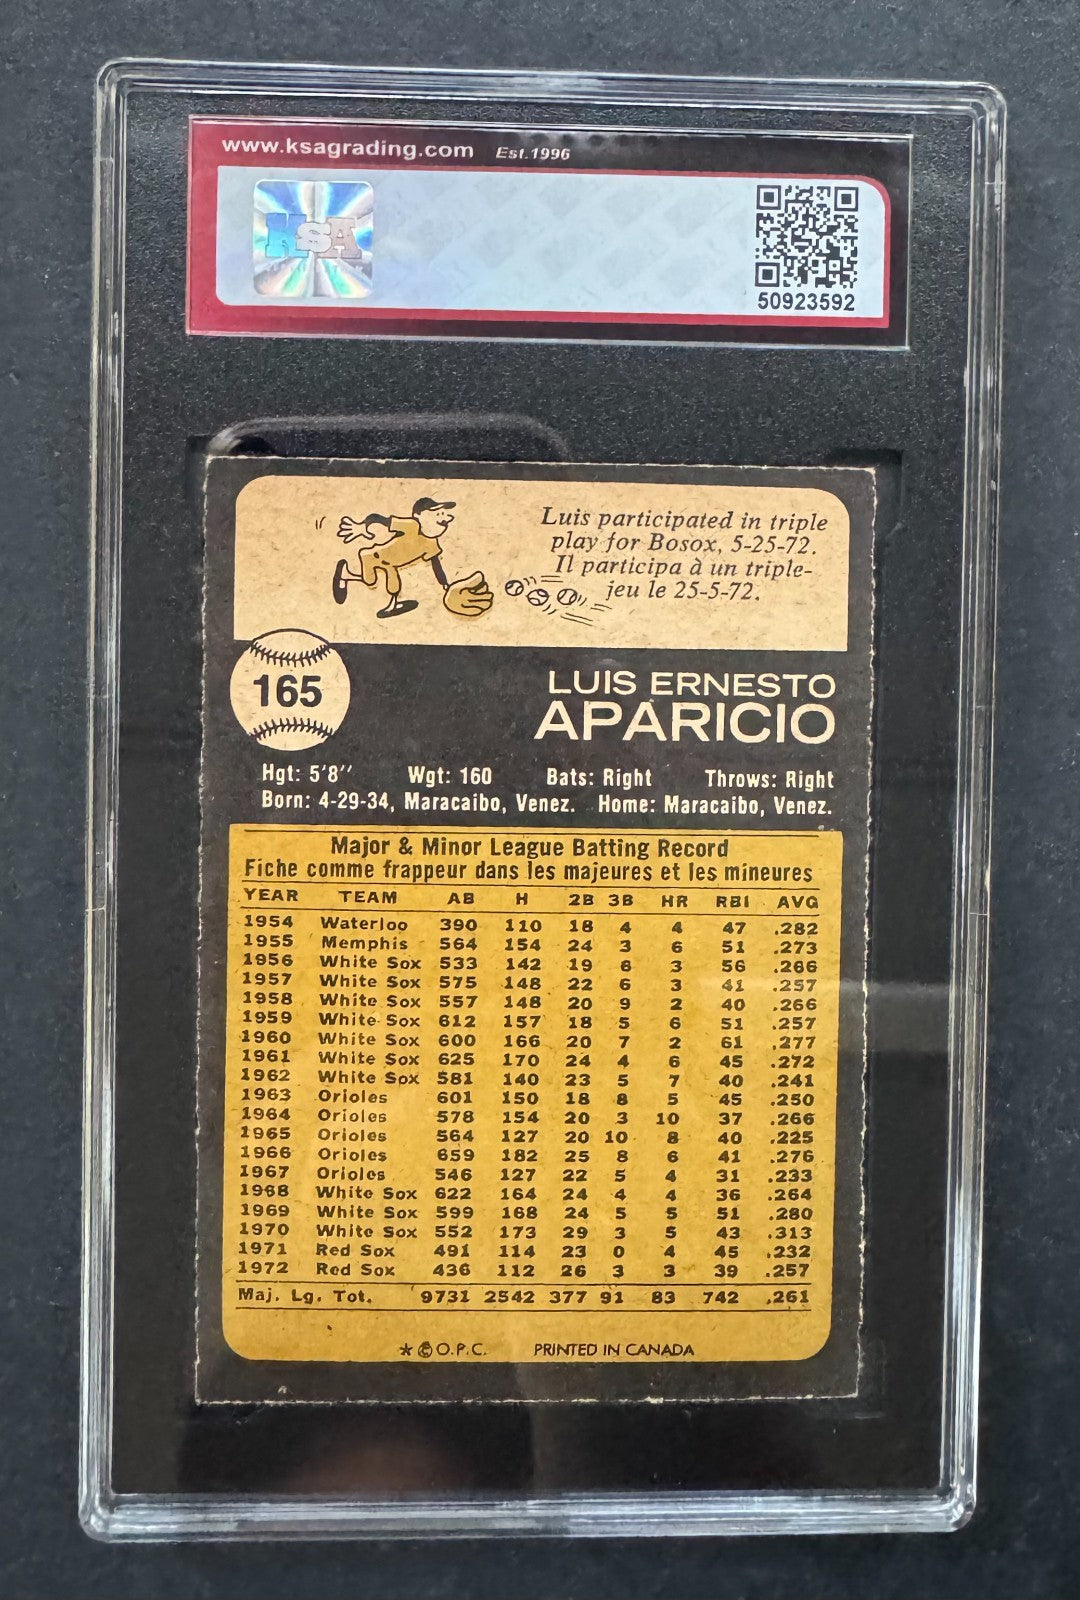 www.ksagrading.com Est.1996
KSA
50923592
Luis participated in triple
play for Bosox, 5-25-72.
Il participa à un triple-
jeu le 25-5-72.
165
LUIS ERNESTO
APARICIO
Hgt: 5'8'' Wgt: 160 Bats: Right Throws: Right
Born: 4-29-34, Maracaibo, Venez. Home: Maracaibo, Venez.
Major & Minor League Batting Record
Fiche comme frappeur dans les majeures et les mineures
YEAR TEAM AB H 2B 3B HR RBI AVG
1954 Waterloo 390 110 18 4 4 47 .282
1955 Memphis 564 154 24 3 6 51 .273
1956 White Sox 533 142 19 8 3 56 .266
1957 White Sox 575 148 22 6 3 41 .257
1958 White Sox 557 148 20 9 2 40 .266
1959 White Sox 612 157 18 5 6 51 .257
1960 White Sox 600 166 20 7 2 61 .277
1961 White Sox 625 170 24 4 6 45 .272
1962 White Sox 581 140 23 5 7 40 .241
1963 Orioles 601 150 18 8 5 45 .250
1964 Orioles 578 154 20 3 10 37 .266
1965 Orioles 564 127 20 10 8 40 .225
1966 Orioles 659 182 25 8 6 41 .276
1967 Orioles 546 127 22 5 4 31 .233
1968 White Sox 622 164 24 4 4 36 .264
1969 White Sox 599 168 24 5 5 51 .280
1970 White Sox 552 173 29 3 5 43 .313
1971 Red Sox 491 114 23 0 4 45 .232
1972 Red Sox 436 112 26 3 3 39 .257
Maj. Lg. Tot. 9731 2542 377 91 83 742 .261
* © O.P.C. PRINTED IN CANADA